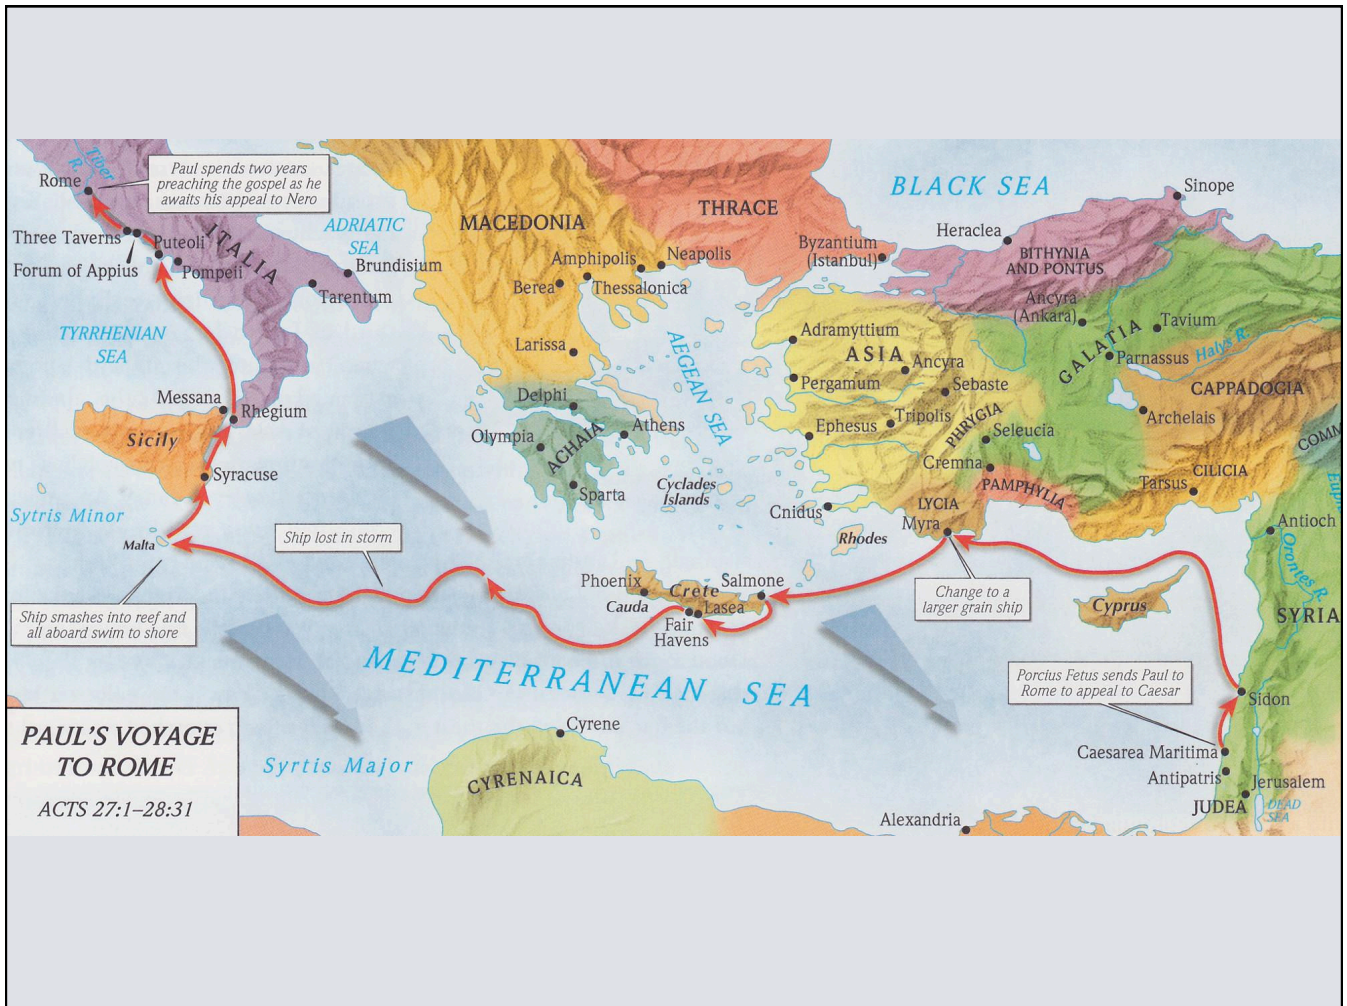 Tiber
R.
Rome
Paul spends two years
preaching the gospel as he
awaits his appeal to Nero
ADRIATIC
SEA
ITALIA
Three Taverns
Puteoli
Forum of Appius
Pompeii
Brundisium
Tarentum
TYRRHENIAN
SEA
Messana
Rhegium
Sicily
Syracuse
Sytris Minor
Malta
Ship lost in storm
Ship smashes into reef and
all aboard swim to shore
MACEDONIA
THRACE
Amphipolis
Neapolis
Berea
Thessalonica
Larissa
AEGEAN SEA
Delphi
Olympia
ACHAIA
Athens
Sparta
Cyclades
Islands
BLACK SEA
Sinope
Heraclea
Byzantium
(Istanbul)
BITHYNIA
AND PONTUS
Ancyra
(Ankara)
Tavium
GALATIA
Parnassus
Halys R.
CAPPADOCIA
Archelais
COMM
Adramyttium
ASIA
Ancyra
Pergamum
Sebaste
Ephesus
Tripolis
PHRYGIA
Seleucia
Cremna
PAMPHYLIA
CILICIA
Tarsus
LYCIA
Cnidus
Myra
Rhodes
Antioch
Orontes R.
SYRIA
Phoenix
Crete
Salmone
Cauda
Lasea
Fair
Havens
Change to a
larger grain ship
Cyprus
MEDITERRANEAN SEA
Porcius Fetus sends Paul to
Rome to appeal to Caesar
Sidon
Caesarea Maritima
Antipatris
Jerusalem
JUDEA
DEAD
SEA
Cyrene
CYRENAICA
Syrtis Major
Alexandria
PAUL'S VOYAGE
TO ROME
ACTS 27:1–28:31